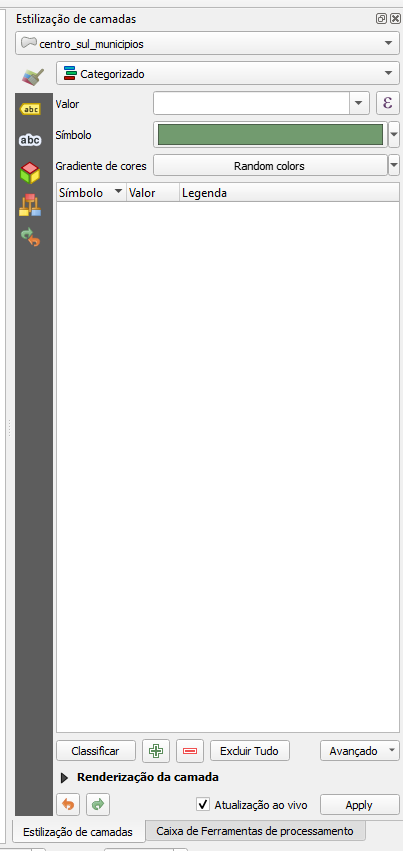 Estilização de camadas
centro_sul_municipios
Categorizado
abc
Valor
ε
abc
Símbolo
Gradiente de cores
Random colors
Símbolo Valor Legenda
Classificar
Excluir Tudo
Avançado
Renderização da camada
Atualização ao vivo
Apply
Estilização de camadas
Caixa de Ferramentas de processamento